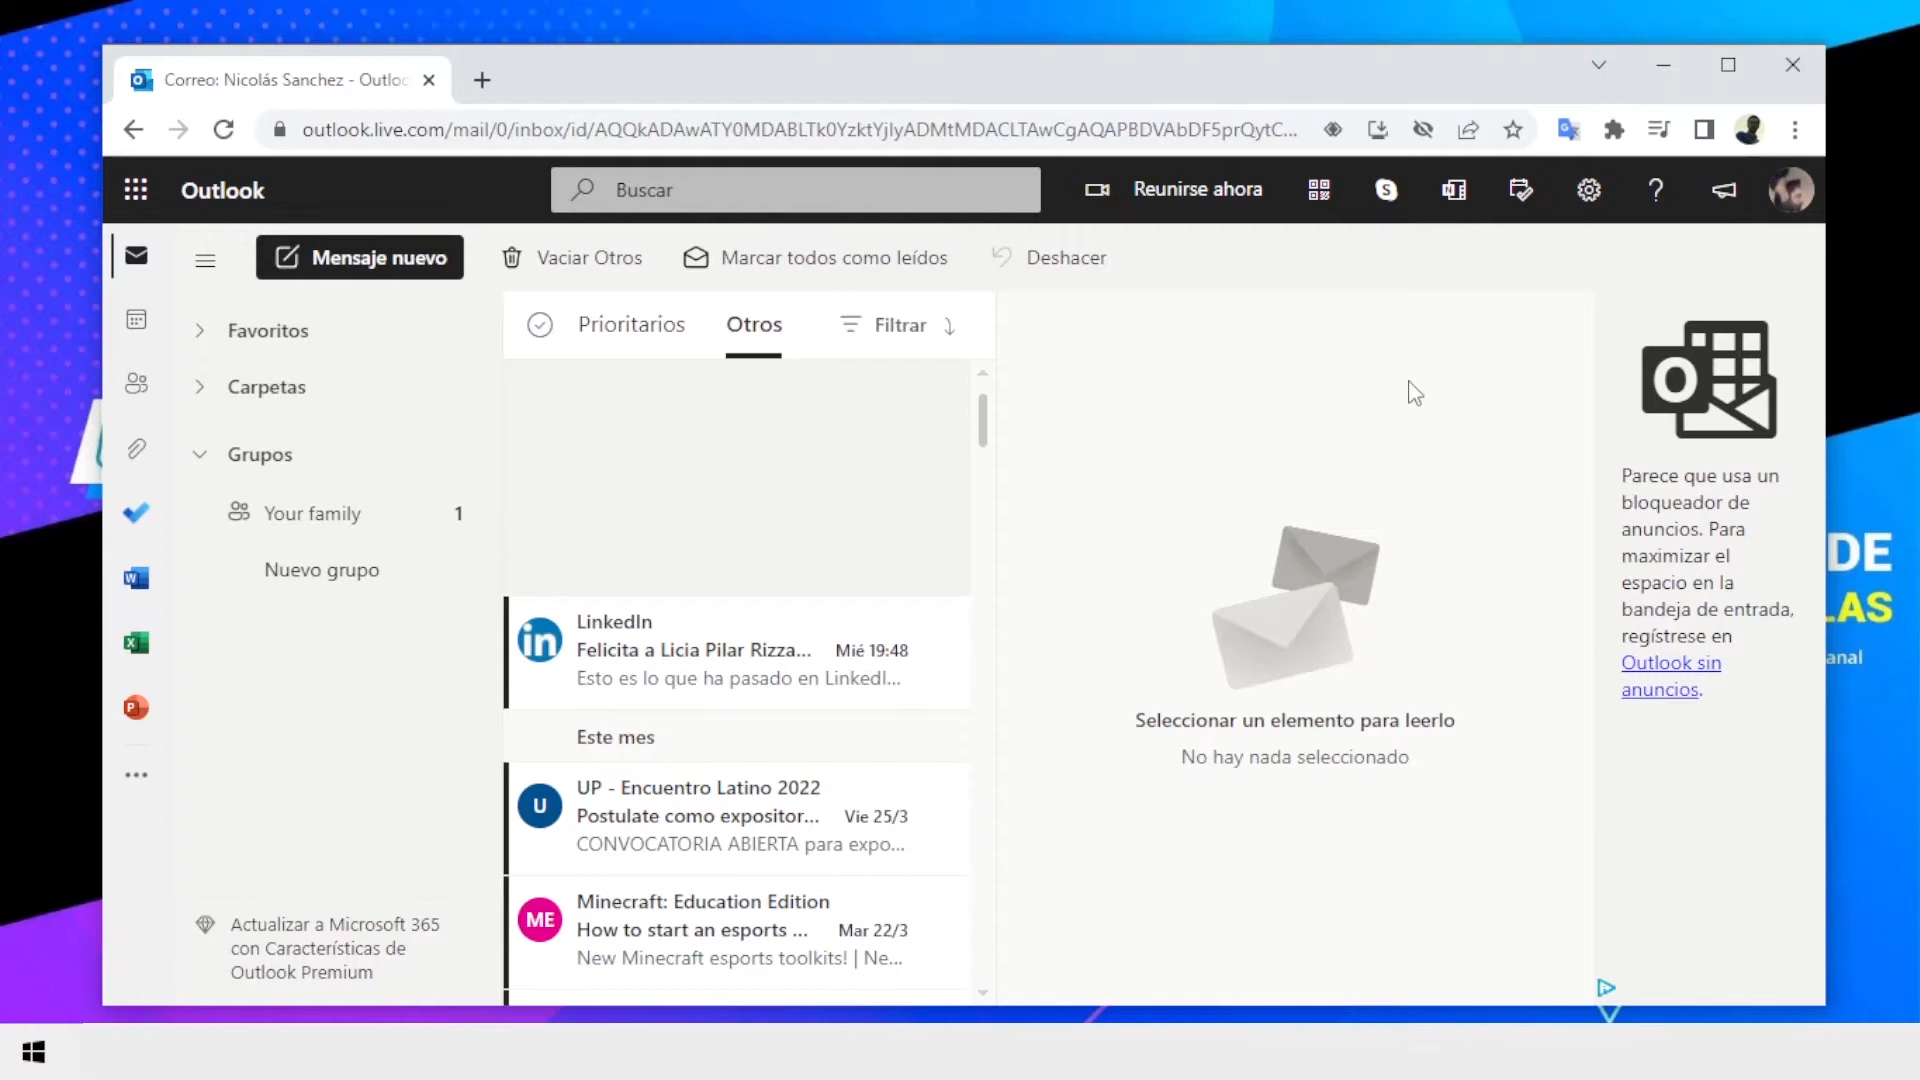 Correo: Nicolás Sanchez - Outloo
outlook.live.com/mail/0/inbox/id/AQQkADAwATY0MDABLTk0YzktYjIyADMtMDACLTAwCgAQAPBDVAbDF5prQytC...
Outlook
Buscar
Reunirse ahora
Mensaje nuevo
Vaciar Otros
Marcar todos como leídos
Deshacer
Favoritos
Carpetas
Grupos
Your family 1
Nuevo grupo
Actualizar a Microsoft 365
con Características de
Outlook Premium
Prioritarios
Otros
Filtrar
in
LinkedIn
Felicita a Licia Pilar Rizza... Mié 19:48
Esto es lo que ha pasado en LinkedI...
Este mes
U
UP - Encuentro Latino 2022
Postulate como expositor... Vie 25/3
CONVOCATORIA ABIERTA para expo...
ME
Minecraft: Education Edition
How to start an esports ... Mar 22/3
New Minecraft esports toolkits! | Ne...
Seleccionar un elemento para leerlo
No hay nada seleccionado
Parece que usa un
bloqueador de
anuncios. Para
maximizar el
espacio en la
bandeja de entrada,
regístrese en
Outlook sin
anuncios.
DE
LAS
anal